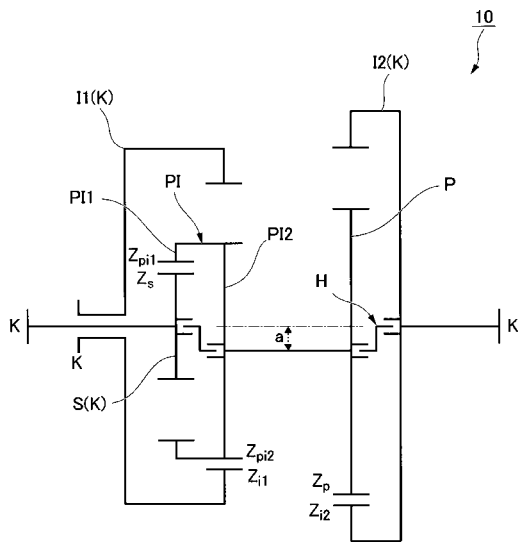 10
I2(K)
I1(K)
PI
P
PI1
PI2
Zpi1
Zs
H
K
a
K
K
S(K)
Zpi2
Zi1
Zp
Zi2